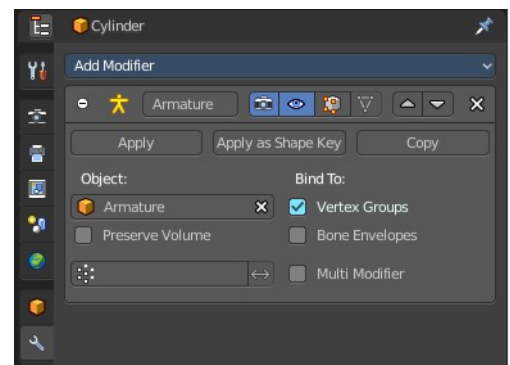 Cylinder
Add Modifier
Armature
Apply Apply as Shape Key Copy
Object: Bind To:
Armature Vertex Groups
Preserve Volume Bone Envelopes
Multi Modifier